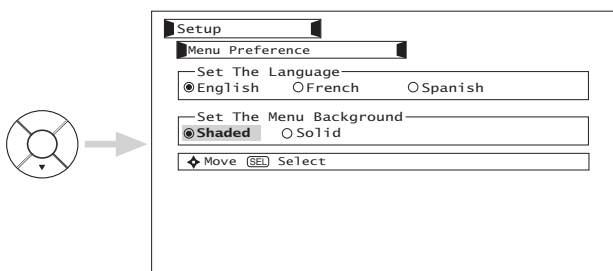 Setup
Menu Preference
Set The Language
English French Spanish
Set The Menu Background
Shaded Solid
Move SEL Select